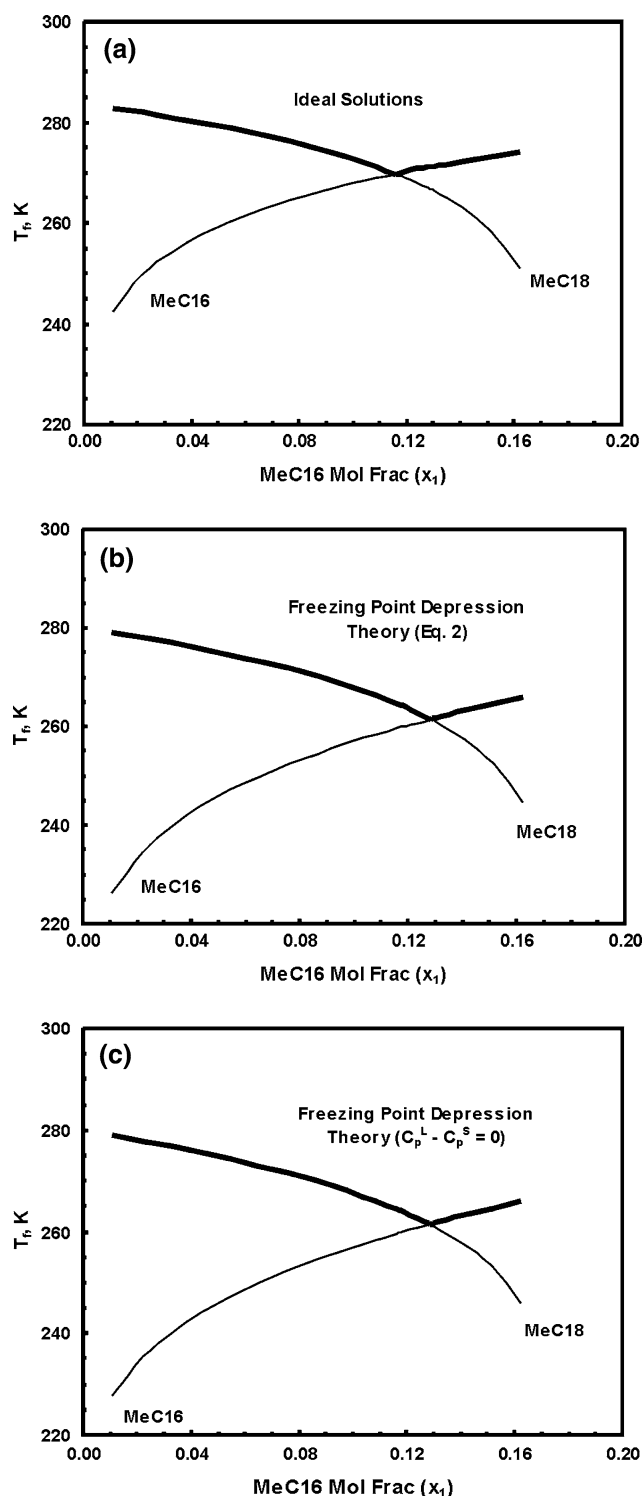 (a)
Ideal Solutions
300
280
260
240
220
T_f, K
MeC16
MeC18
0.00 0.04 0.08 0.12 0.16 0.20
MeC16 Mol Frac (x₁)
(b)
Freezing Point Depression
Theory (Eq. 2)
300
280
260
240
220
T_f, K
MeC16
MeC18
0.00 0.04 0.08 0.12 0.16 0.20
MeC16 Mol Frac (x₁)
(c)
Freezing Point Depression
Theory (C_p^L - C_p^S = 0)
300
280
260
240
220
T_f, K
MeC16
MeC18
0.00 0.04 0.08 0.12 0.16 0.20
MeC16 Mol Frac (x₁)